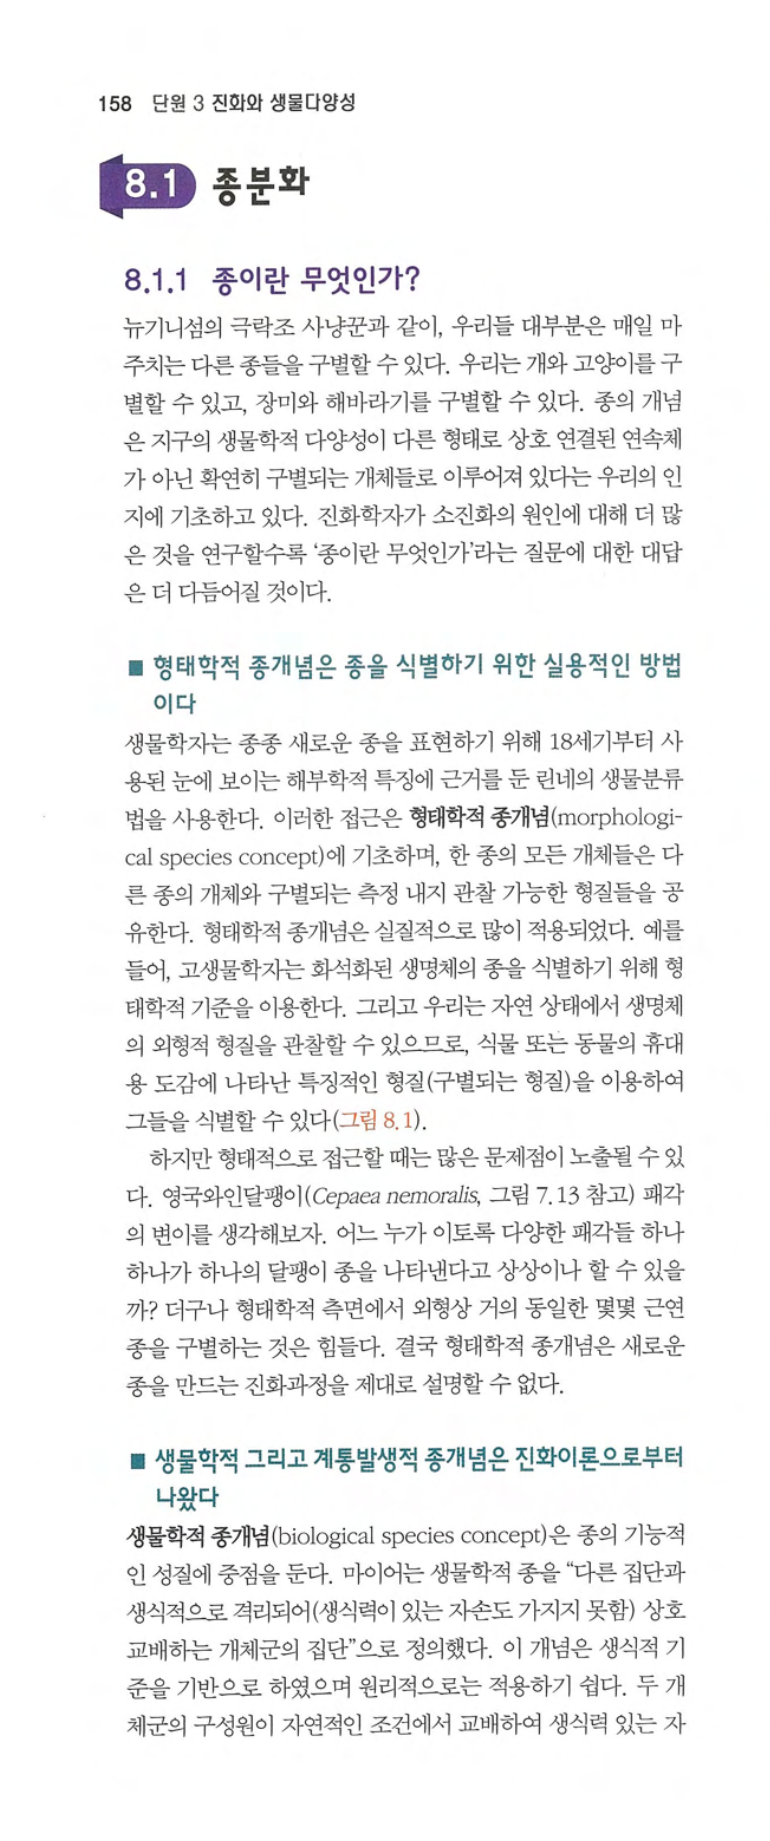 158 단원 3 진화와 생물다양성
8.1 종분화
8.1.1 종이란 무엇인가?
뉴기니섬의 극락조 사냥꾼과 같이, 우리들 대부분은 매일 마
주치는 다른 종들을 구별할 수 있다. 우리는 개와 고양이를 구
별할 수 있고, 장미와 해바라기를 구별할 수 있다. 종의 개념
은 지구의 생물학적 다양성이 다른 형태로 상호 연결된 연속체
가 아닌 확연히 구별되는 개체들로 이루어져 있다는 우리의 인
지에 기초하고 있다. 진화학자가 소진화의 원인에 대해 더 많
은 것을 연구할수록 ‘종이란 무엇인가’라는 질문에 대한 대답
은 더 다듬어질 것이다.
■ 형태학적 종개념은 종을 식별하기 위한 실용적인 방법
이다
생물학자는 종종 새로운 종을 표현하기 위해 18세기부터 사
용된 눈에 보이는 해부학적 특징에 근거를 둔 린네의 생물분류
법을 사용한다. 이러한 접근은 형태학적 종개념(morphologi-
cal species concept)에 기초하며, 한 종의 모든 개체들은 다
른 종의 개체와 구별되는 측정 내지 관찰 가능한 형질들을 공
유한다. 형태학적 종개념은 실질적으로 많이 적용되었다. 예를
들어, 고생물학자는 화석화된 생명체의 종을 식별하기 위해 형
태학적 기준을 이용한다. 그리고 우리는 자연 상태에서 생명체
의 외형적 형질을 관찰할 수 있으므로, 식물 또는 동물의 휴대
용 도감에 나타난 특징적인 형질(구별되는 형질)을 이용하여
그들을 식별할 수 있다(그림 8.1).
하지만 형태적으로 접근할 때는 많은 문제점이 노출될 수 있
다. 영국와인달팽이(Cepaea nemoralis, 그림 7.13 참고) 패각
의 변이를 생각해보자. 어느 누가 이토록 다양한 패각들 하나
하나가 하나의 달팽이 종을 나타낸다고 상상이나 할 수 있을
까? 더구나 형태학적 측면에서 외형상 거의 동일한 몇몇 근연
종을 구별하는 것은 힘들다. 결국 형태학적 종개념은 새로운
종을 만드는 진화과정을 제대로 설명할 수 없다.
■ 생물학적 그리고 계통발생적 종개념은 진화이론으로부터
나왔다
생물학적 종개념(biological species concept)은 종의 기능적
인 성질에 중점을 둔다. 마이어는 생물학적 종을 “다른 집단과
생식적으로 격리되어(생식력이 있는 자손도 가지지 못함) 상호
교배하는 개체군의 집단”으로 정의했다. 이 개념은 생식적 기
준을 기반으로 하였으며 원리적으로는 적용하기 쉽다. 두 개
체군의 구성원이 자연적인 조건에서 교배하여 생식력 있는 자